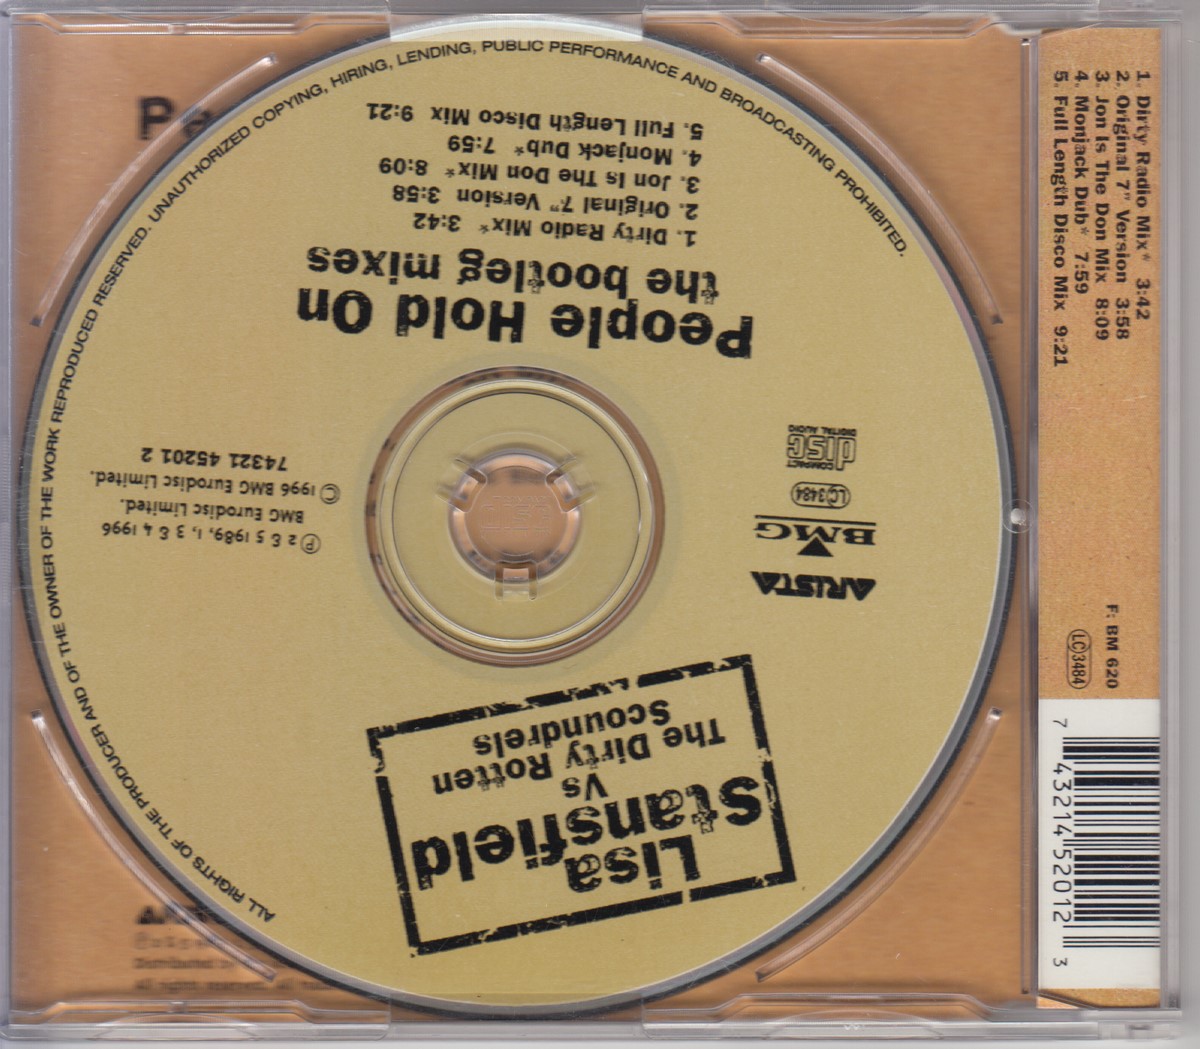 Lisa
Stansfield
Vs
The Dirty Rotten
Scoundrels
ARISTA
BMG
LC 3484
COMPACT
disc
DIGITAL AUDIO
℗ 2 & 5 1989, 1, 3 & 4 1996
BMG Eurodisc Limited.
© 1996 BMG Eurodisc Limited.
74321 45201 2
People Hold On
the bootleg mixes
1. Dirty Radio Mix* 3:42
2. Original 7" Version 3:58
3. Jon Is The Don Mix* 8:09
4. Monjack Dub* 7:59
5. Full Length Disco Mix 9:21
ALL RIGHTS OF THE PRODUCER AND OF THE OWNER OF THE WORK REPRODUCED RESERVED. UNAUTHORIZED COPYING, HIRING, LENDING, PUBLIC PERFORMANCE AND BROADCASTING PROHIBITED.
1. Dirty Radio Mix* 3:42
2. Original 7" Version 3:58
3. Jon Is The Don Mix 8:09
4. Monjack Dub* 7:59
5. Full Length Disco Mix 9:21
F: BM 620
LC 3484
7 43214 52012 3
Pe
Distributed
All rights reserved,